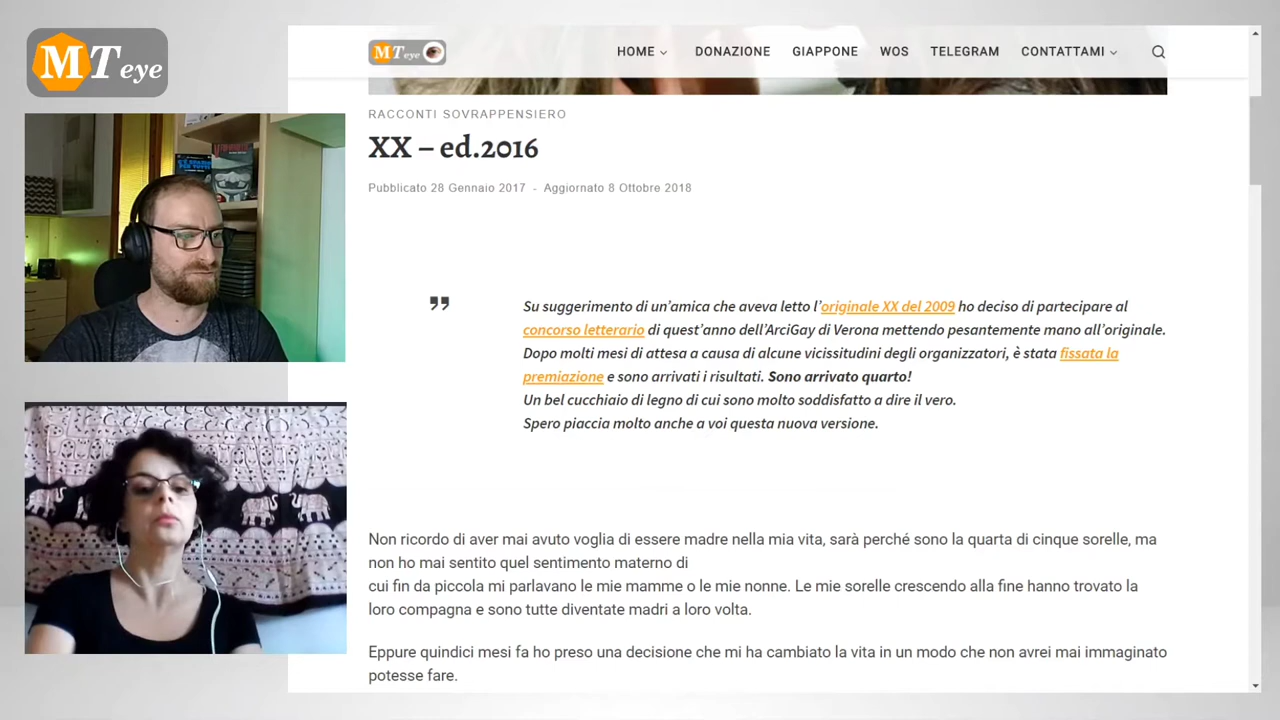 MT eye
MT eye
HOME
DONAZIONE
GIAPPONE
WOS
TELEGRAM
CONTATTAMI
RACCONTI SOVRAPPENSIERO
XX – ed.2016
Pubblicato 28 Gennaio 2017 - Aggiornato 8 Ottobre 2018
Su suggerimento di un'amica che aveva letto l'originale XX del 2009 ho deciso di partecipare al
concorso letterario di quest'anno dell'ArciGay di Verona mettendo pesantemente mano all'originale.
Dopo molti mesi di attesa a causa di alcune vicissitudini degli organizzatori, è stata fissata la
premiazione e sono arrivati i risultati. Sono arrivato quarto!
Un bel cucchiaio di legno di cui sono molto soddisfatto a dire il vero.
Spero piaccia molto anche a voi questa nuova versione.
Non ricordo di aver mai avuto voglia di essere madre nella mia vita, sarà perché sono la quarta di cinque sorelle, ma
non ho mai sentito quel sentimento materno di
cui fin da piccola mi parlavano le mie mamme o le mie nonne. Le mie sorelle crescendo alla fine hanno trovato la
loro compagna e sono tutte diventate madri a loro volta.
Eppure quindici mesi fa ho preso una decisione che mi ha cambiato la vita in un modo che non avrei mai immaginato
potesse fare.